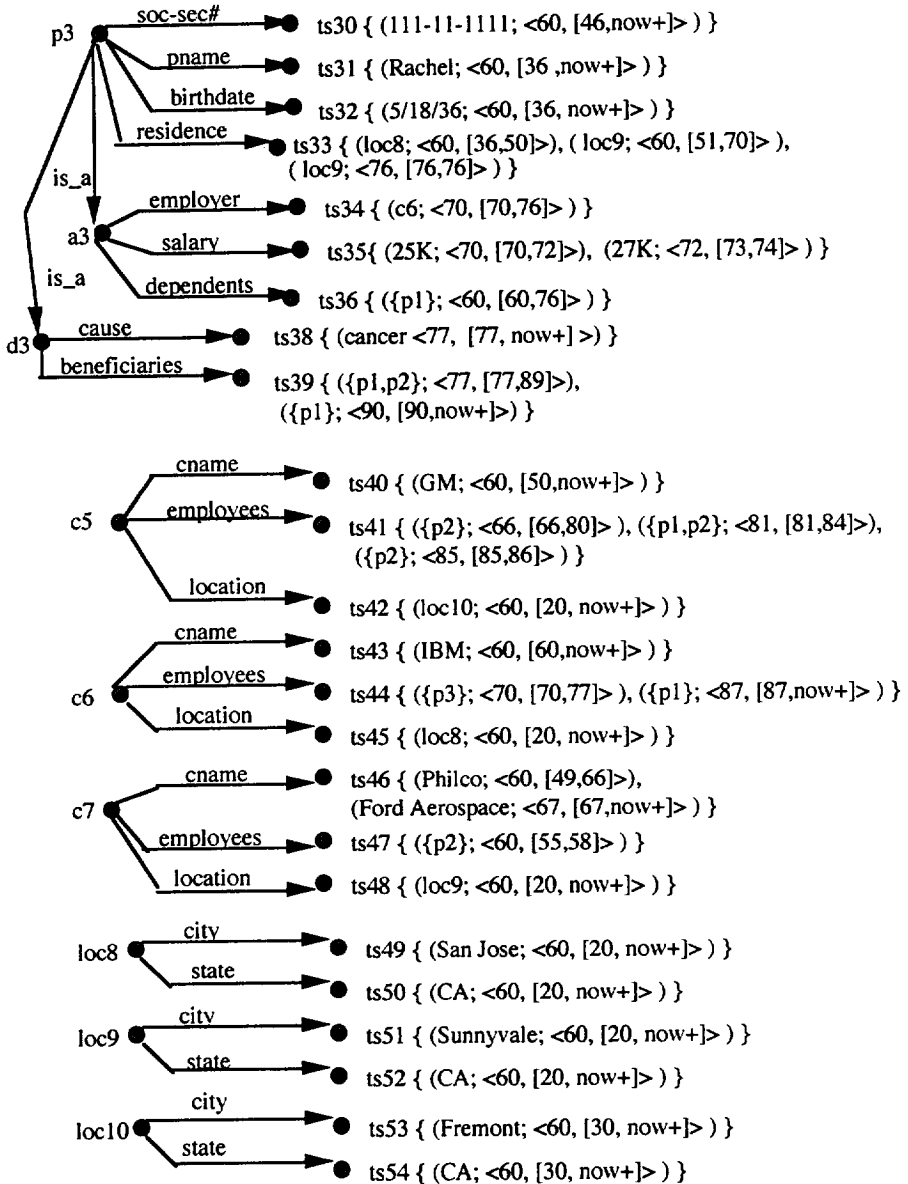 p3 soc-sec# ts30 { (111-11-1111; <60, [46,now+]> ) }
pname ts31 { (Rachel; <60, [36 ,now+]> ) }
birthdate ts32 { (5/18/36; <60, [36, now+]> ) }
residence ts33 { (loc8; <60, [36,50]>), ( loc9; <60, [51,70]> ),
( loc9; <76, [76,76]> ) }
is_a
employer ts34 { (c6; <70, [70,76]> ) }
a3 salary ts35{ (25K; <70, [70,72]>), (27K; <72, [73,74]> ) }
is_a
dependents ts36 { ({p1}; <60, [60,76]> ) }
d3 cause ts38 { (cancer <77, [77, now+] >) }
beneficiaries ts39 { ({p1,p2}; <77, [77,89]>),
({p1}; <90, [90,now+]>) }
cname ts40 { (GM; <60, [50,now+]> ) }
c5 employees ts41 { ({p2}; <66, [66,80]> ), ({p1,p2}; <81, [81,84]>),
({p2}; <85, [85,86]> ) }
location ts42 { (loc10; <60, [20, now+]> ) }
cname ts43 { (IBM; <60, [60,now+]> ) }
c6 employees ts44 { ({p3}; <70, [70,77]> ), ({p1}; <87, [87,now+]> ) }
location ts45 { (loc8; <60, [20, now+]> ) }
cname ts46 { (Philco; <60, [49,66]>),
c7 (Ford Aerospace; <67, [67,now+]> ) }
employees ts47 { ({p2}; <60, [55,58]> ) }
location ts48 { (loc9; <60, [20, now+]> ) }
loc8 city ts49 { (San Jose; <60, [20, now+]> ) }
state ts50 { (CA; <60, [20, now+]> ) }
loc9 city ts51 { (Sunnyvale; <60, [20, now+]> ) }
state ts52 { (CA; <60, [20, now+]> ) }
loc10 city ts53 { (Fremont; <60, [30, now+]> ) }
state ts54 { (CA; <60, [30, now+]> ) }